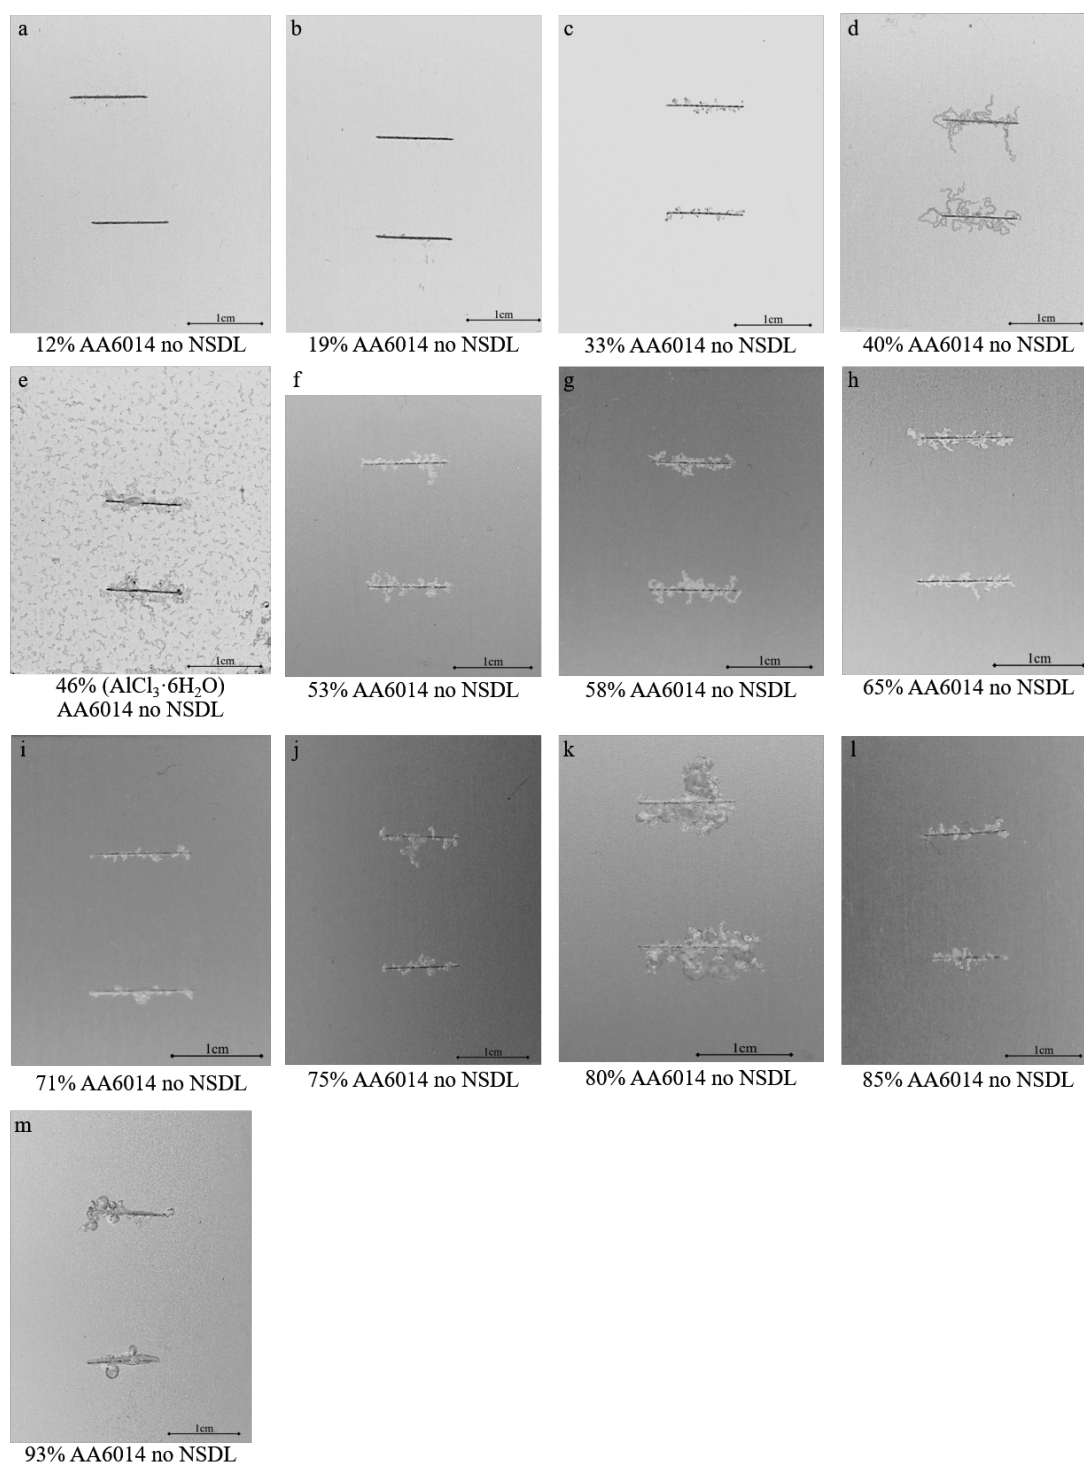 a
b
c
d
1cm
1cm
1cm
1cm
12% AA6014 no NSDL
19% AA6014 no NSDL
33% AA6014 no NSDL
40% AA6014 no NSDL
e
f
g
h
1cm
1cm
1cm
1cm
46% (AlCl₃·6H₂O)
AA6014 no NSDL
53% AA6014 no NSDL
58% AA6014 no NSDL
65% AA6014 no NSDL
i
j
k
l
1cm
1cm
1cm
1cm
71% AA6014 no NSDL
75% AA6014 no NSDL
80% AA6014 no NSDL
85% AA6014 no NSDL
m
1cm
93% AA6014 no NSDL